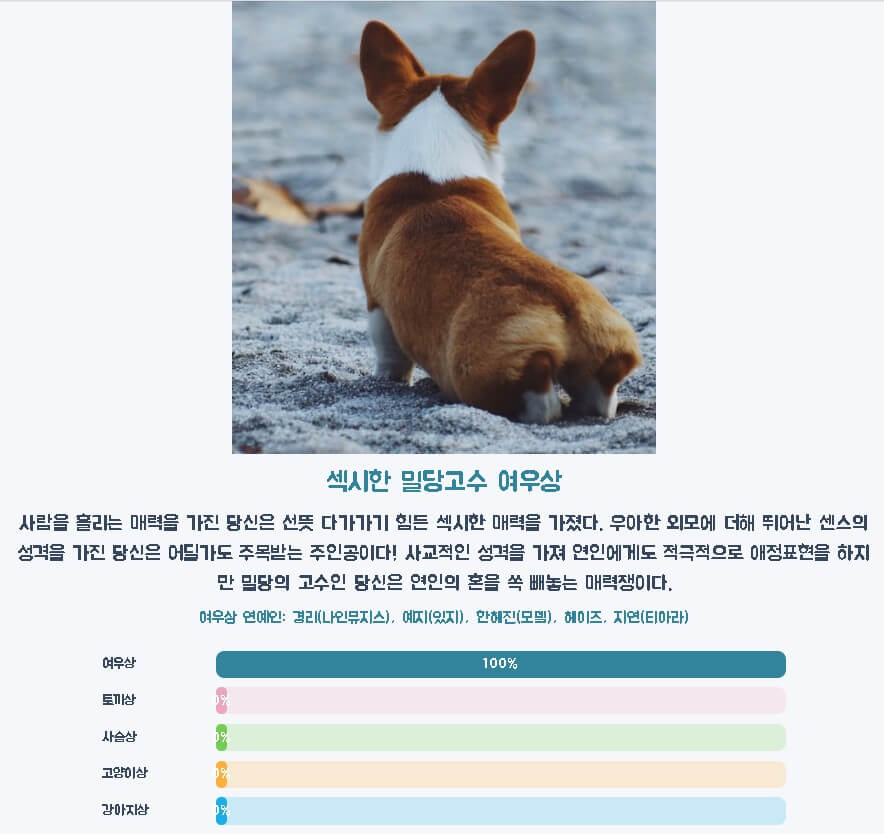 섹시한 밀당고수 여우상
사람을 홀리는 매력을 가진 당신은 선뜻 다가가기 힘든 섹시한 매력을 가졌다. 우아한 외모에 더해 뛰어난 센스의
성격을 가진 당신은 어딜가도 주목받는 주인공이다! 사교적인 성격을 가져 연인에게도 적극적으로 애정표현을 하지
만 밀당의 고수인 당신은 연인의 혼을 쏙 빼놓는 매력쟁이다.
여우상 연예인: 경리(나인뮤지스), 예지(있지), 한혜진(모델), 헤이즈, 지연(티아라)
여우상 100%
토끼상 0%
사슴상 0%
고양이상 0%
강아지상 0%